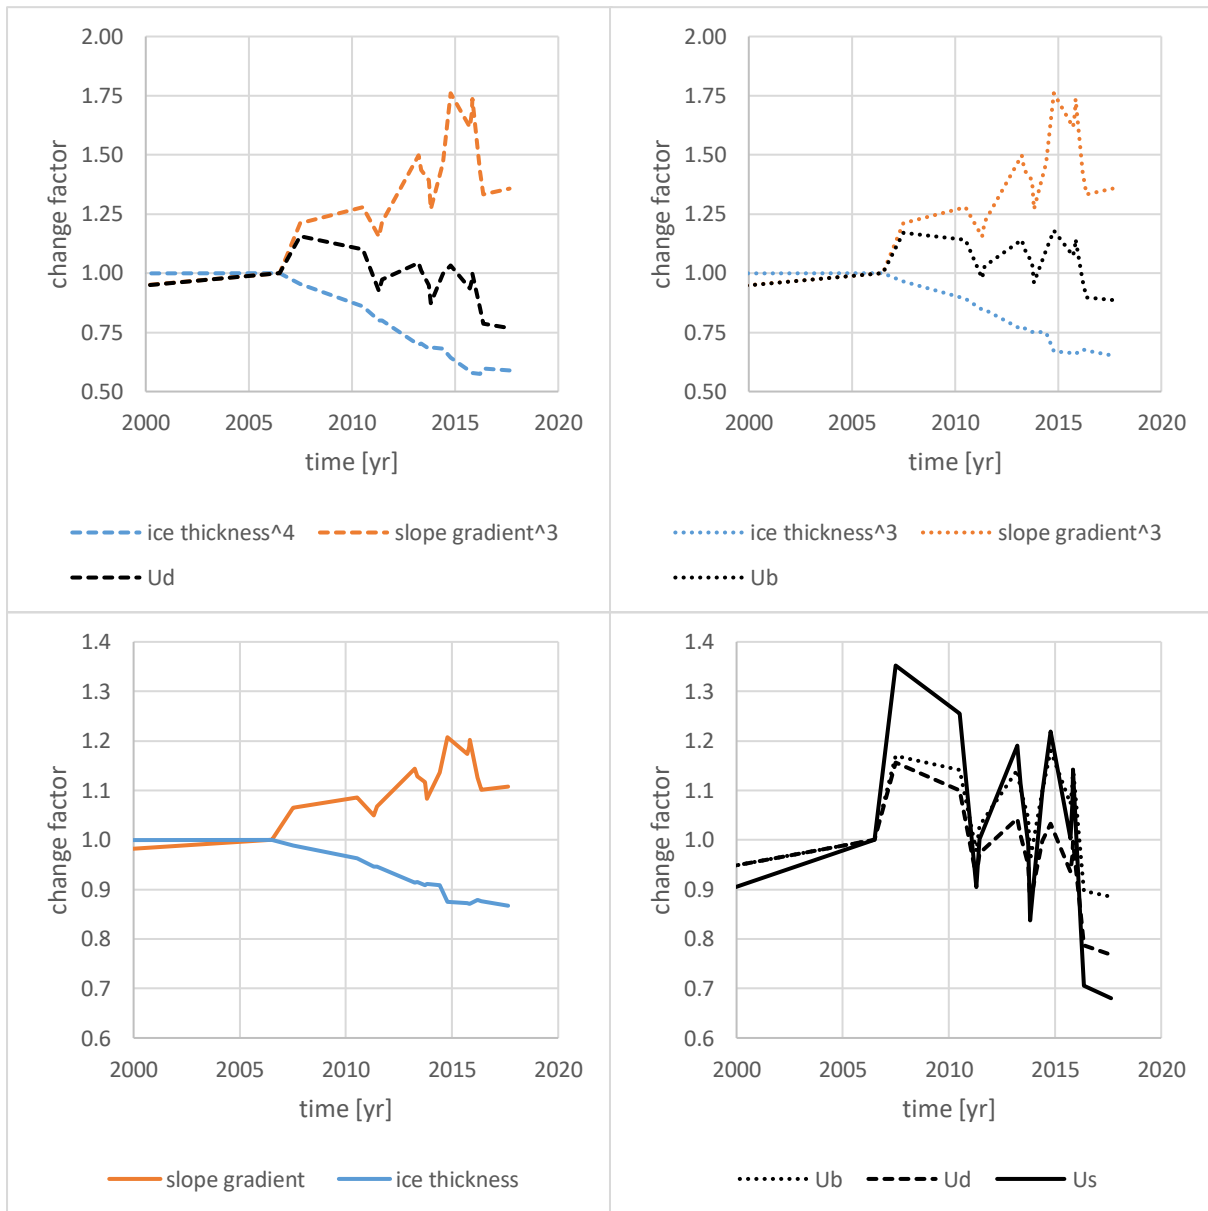 2.00
1.75
1.50
1.25
1.00
0.75
0.50
change factor
2000 2005 2010 2015 2020
time [yr]
ice thickness^4 slope gradient^3
Ud
2.00
1.75
1.50
1.25
1.00
0.75
0.50
change factor
2000 2005 2010 2015 2020
time [yr]
ice thickness^3 slope gradient^3
Ub
1.4
1.3
1.2
1.1
1.0
0.9
0.8
0.7
0.6
change factor
2000 2005 2010 2015 2020
time [yr]
slope gradient ice thickness
1.4
1.3
1.2
1.1
1.0
0.9
0.8
0.7
0.6
change factor
2000 2005 2010 2015 2020
time [yr]
Ub Ud Us